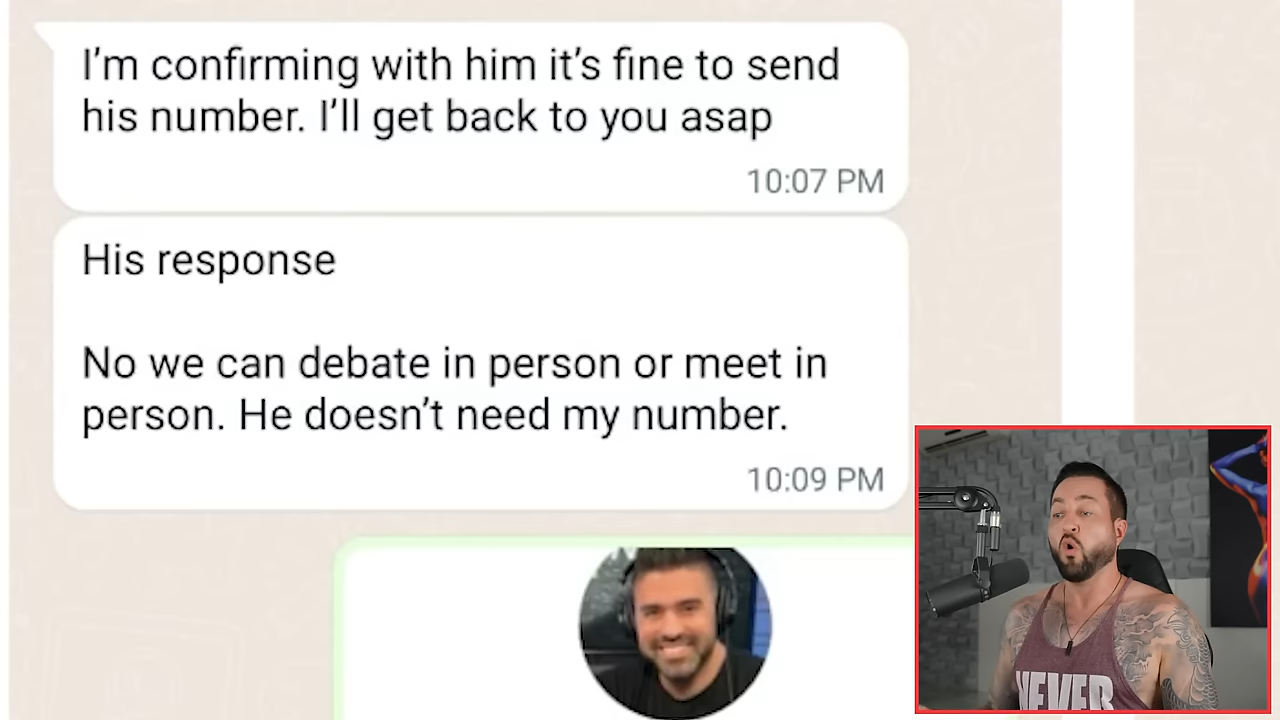 I’m confirming with him it’s fine to send
his number. I’ll get back to you asap
10:07 PM
His response
No we can debate in person or meet in
person. He doesn’t need my number.
10:09 PM
NEVER